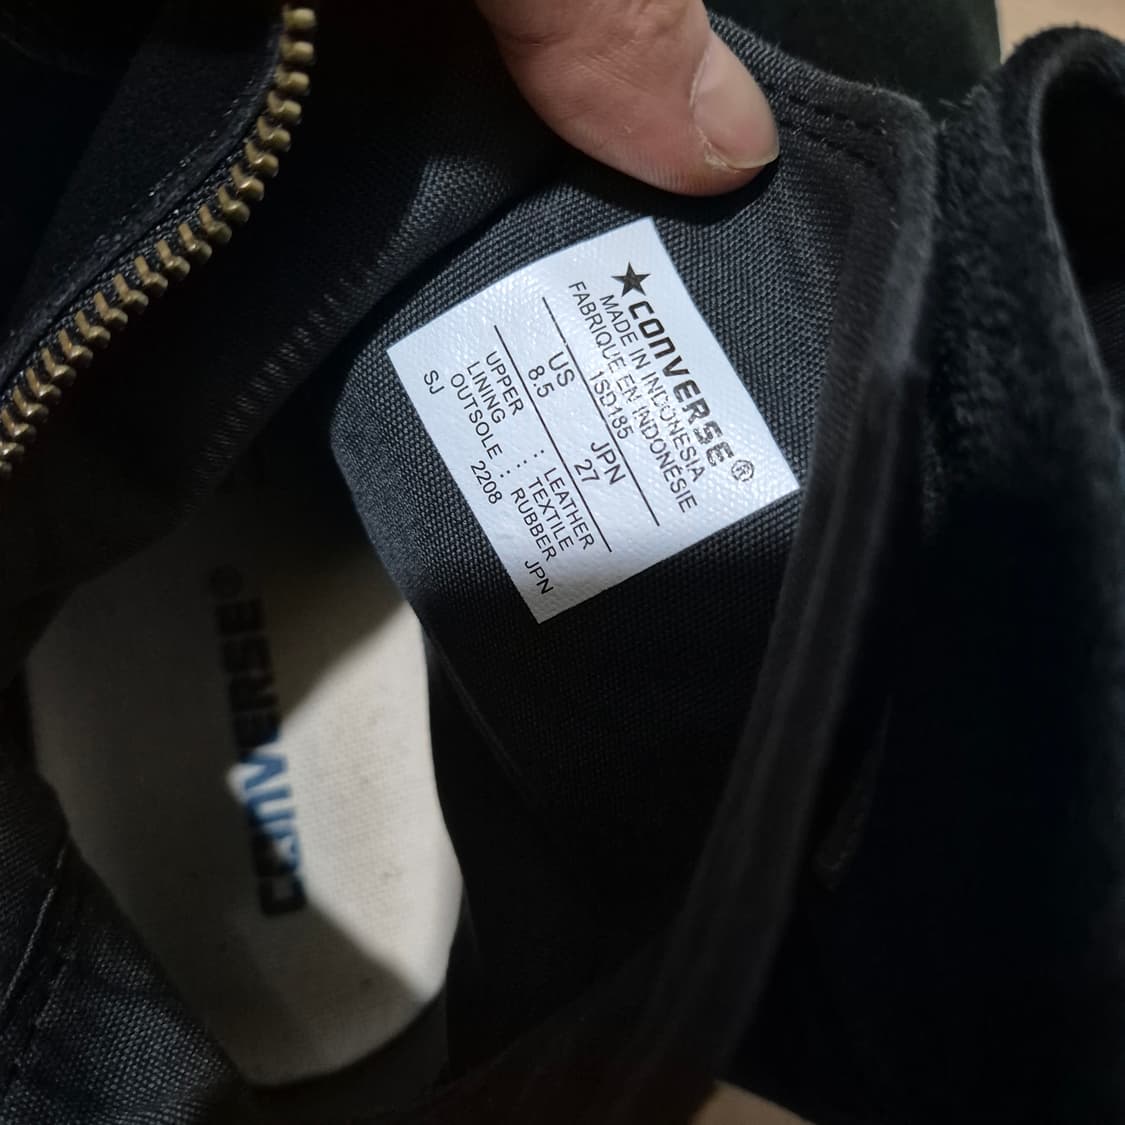 CONVERSE®
MADE IN INDONESIA
FABRIQUE EN INDONÉSIE
1SD185
US JPN
8.5 27
UPPER : LEATHER
LINING : TEXTILE
OUTSOLE : RUBBER
SJ 2208 JPN
CONVERSE®